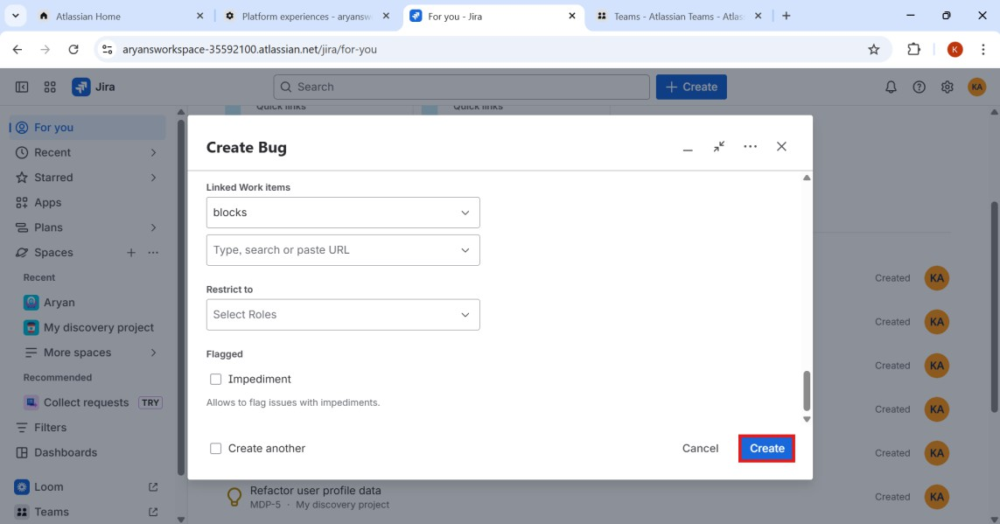 Atlassian Home
Platform experiences - aryansw
For you - Jira
Teams - Atlassian Teams - Atlas
aryansworkspace-35592100.atlassian.net/jira/for-you
K
Jira
Search
Create
KA
For you
Recent
Starred
Apps
Plans
Spaces
Recent
Aryan
My discovery project
More spaces
Recommended
Collect requests TRY
Filters
Dashboards
Loom
Teams
Quick links
Quick links
Create Bug
Linked Work items
blocks
Type, search or paste URL
Restrict to
Select Roles
Flagged
Impediment
Allows to flag issues with impediments.
Create another
Cancel
Create
Created KA
Created KA
Created KA
Created KA
Created KA
Refactor user profile data
MDP-5 · My discovery project
Created KA